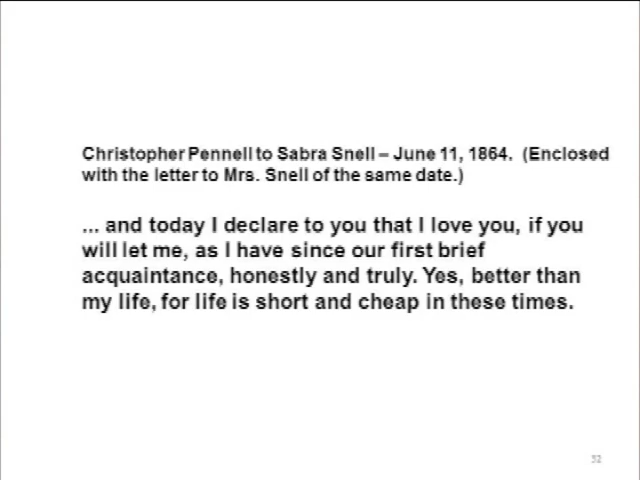 Christopher Pennell to Sabra Snell – June 11, 1864. (Enclosed
with the letter to Mrs. Snell of the same date.)
... and today I declare to you that I love you, if you
will let me, as I have since our first brief
acquaintance, honestly and truly. Yes, better than
my life, for life is short and cheap in these times.
52